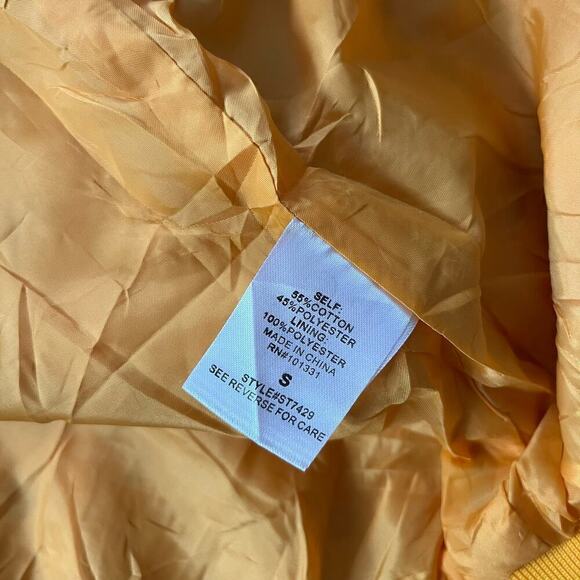 SELF:
55%COTTON
45%POLYESTER
LINING:
100%POLYESTER
MADE IN CHINA
RN#101331
S
STYLE#ST7429
SEE REVERSE FOR CARE